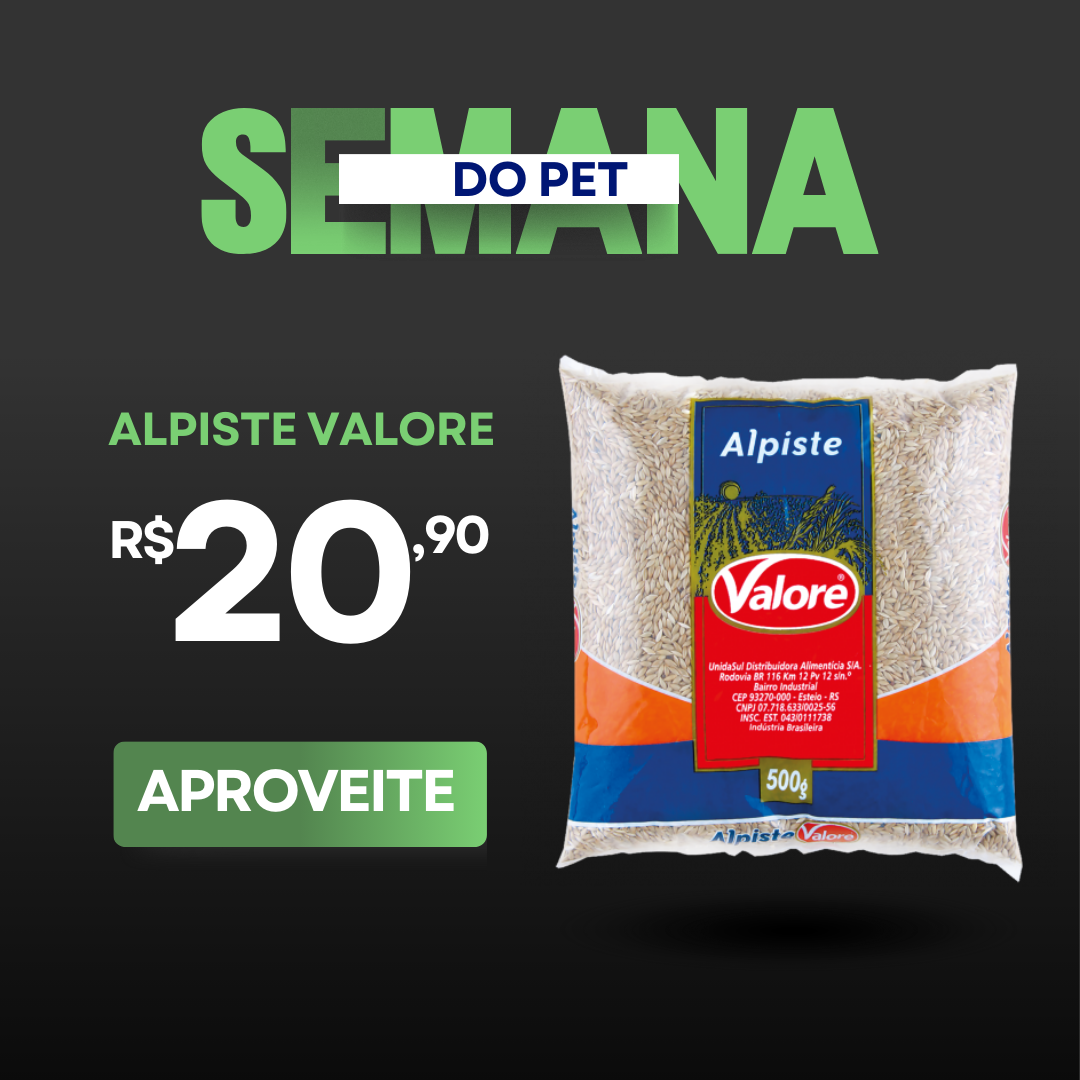 SEMANA
DO PET
ALPISTE VALORE
R$20,90
APROVEITE
Alpiste
Valore®
UnidaSul Distribuidora Alimentícia S/A.
Rodovia BR 116 Km 12 Pv 12 s/n.º
Bairro Industrial
CEP 93270-000 - Esteio - RS
CNPJ 07.718.633/0025-56
INSC. EST. 043/0111738
Indústria Brasileira
500g
Alpiste Valore